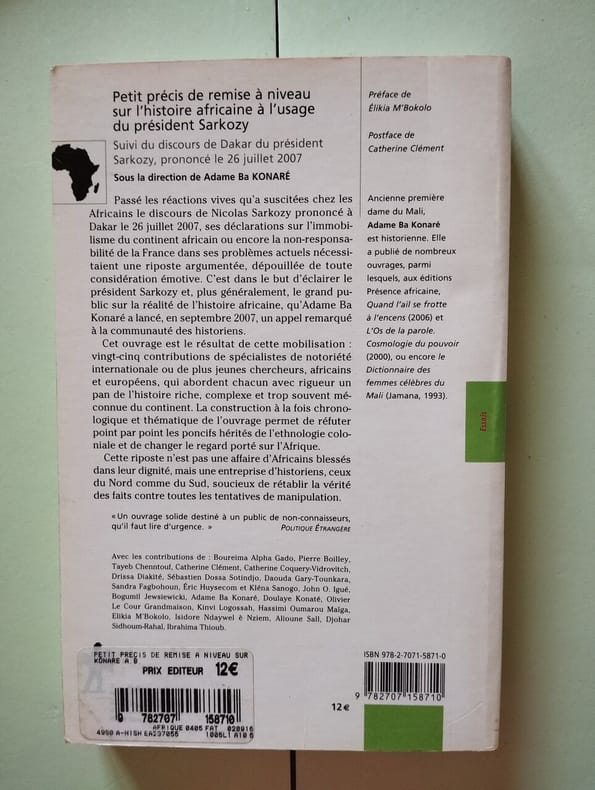 Petit précis de remise à niveau
sur l'histoire africaine à l'usage
du président Sarkozy
Suivi du discours de Dakar du président
Sarkozy, prononcé le 26 juillet 2007
Sous la direction de Adame Ba KONARÉ
Passé les réactions vives qu'a suscitées chez les
Africains le discours de Nicolas Sarkozy prononcé à
Dakar le 26 juillet 2007, ses déclarations sur l'immobi-
lisme du continent africain ou encore la non-responsa-
bilité de la France dans ses problèmes actuels nécessi-
taient une riposte argumentée, dépouillée de toute
considération émotive. C'est dans le but d'éclairer le
président Sarkozy et, plus généralement, le grand pu-
blic sur la réalité de l'histoire africaine, qu'Adame Ba
Konaré a lancé, en septembre 2007, un appel remarqué
à la communauté des historiens.
Cet ouvrage est le résultat de cette mobilisation :
vingt-cinq contributions de spécialistes de notoriété
internationale ou de plus jeunes chercheurs, africains
et européens, qui abordent chacun avec rigueur un
pan de l'histoire riche, complexe et trop souvent mé-
connue du continent. La construction à la fois chrono-
logique et thématique de l'ouvrage permet de réfuter
point par point les poncifs hérités de l'ethnologie colo-
niale et de changer le regard porté sur l'Afrique.
Cette riposte n'est pas une affaire d'Africains blessés
dans leur dignité, mais une entreprise d'historiens, ceux
du Nord comme du Sud, soucieux de rétablir la vérité
des faits contre toutes les tentatives de manipulation.
« Un ouvrage solide destiné à un public de non-connaisseurs,
qu'il faut lire d'urgence. » POLITIQUE ÉTRANGÈRE
Avec les contributions de : Boureima Alpha Gado, Pierre Boilley,
Tayeb Chenntouf, Catherine Clément, Catherine Coquery-Vidrovitch,
Drissa Diakité, Sébastien Dossa Sotindjo, Daouda Gary-Tounkara,
Sandra Fagbohoun, Éric Huysecom et Kléna Sanogo, John O. Igué,
Bogumil Jewsiewicki, Adame Ba Konaré, Doulaye Konaté, Olivier
Le Cour Grandmaison, Kinvi Logossah, Hassimi Oumarou Maïga,
Elikia M'Bokolo, Isidore Ndaywel è Nziem, Alioune Sall, Djohar
Sidhoum-Rahal, Ibrahima Thioub.
Préface de
Élikia M'Bokolo
Postface de
Catherine Clément
Ancienne première
dame du Mali,
Adame Ba Konaré
est historienne. Elle
a publié de nombreux
ouvrages, parmi
lesquels, aux éditions
Présence africaine,
Quand l'ail se frotte
à l'encens (2006) et
L'Os de la parole.
Cosmologie du pouvoir
(2000), ou encore le
Dictionnaire des
femmes célèbres du
Mali (Jamana, 1993).
Essais
PETIT PRECIS DE REMISE A NIVEAU SUR
KONARE A B
PRIX EDITEUR 12€
9 782707 158710
AFRIQUE 0405 FAT 020916
4950 A-HISH EA237055 1006L1 A10 6
ISBN 978-2-7071-5871-0
9 782707 158710
12 €